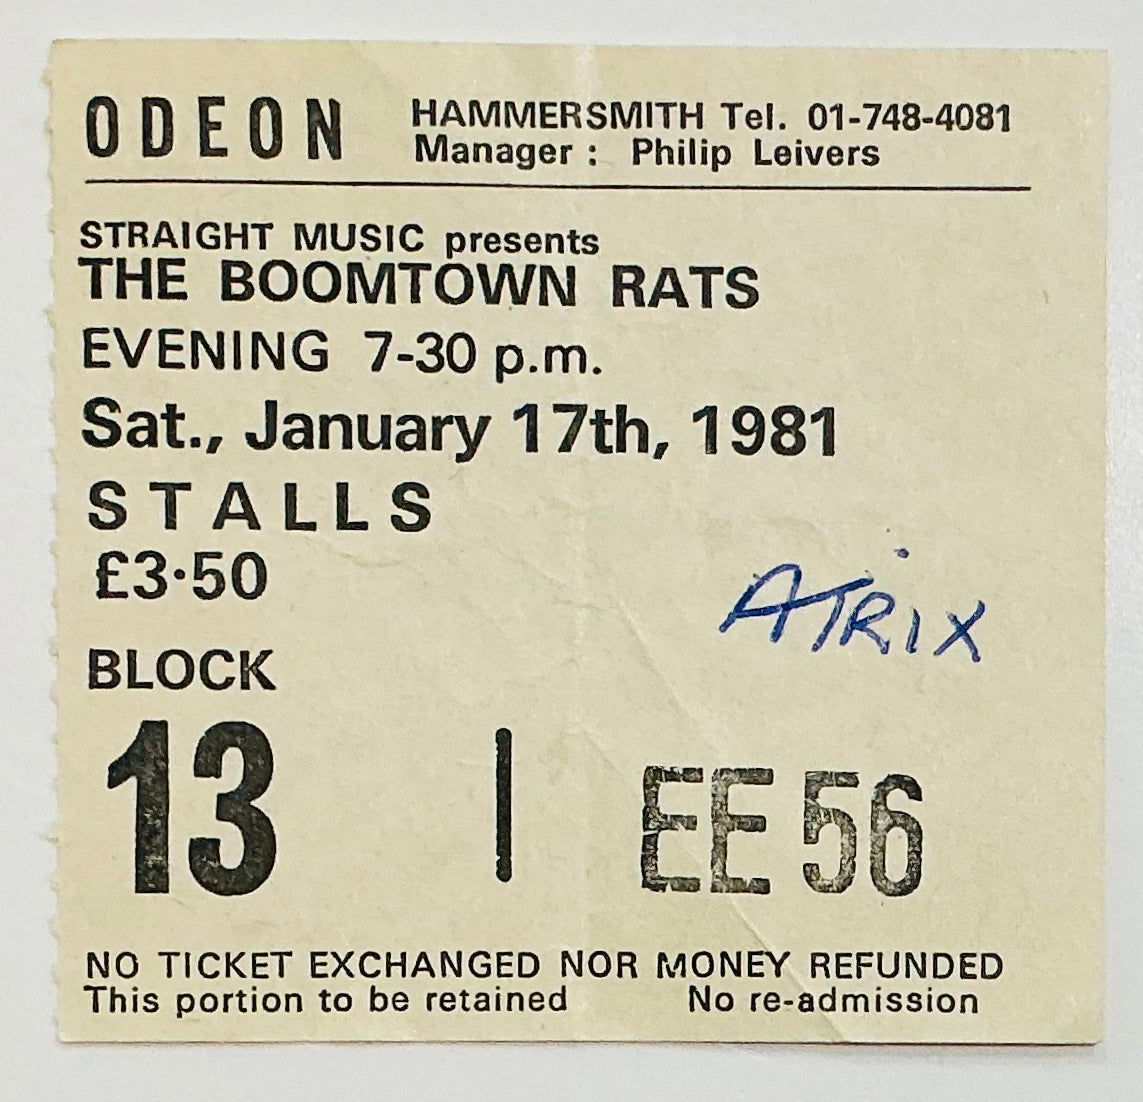 ODEON HAMMERSMITH Tel. 01-748-4081
Manager : Philip Leivers
STRAIGHT MUSIC presents
THE BOOMTOWN RATS
EVENING 7-30 p.m.
Sat., January 17th, 1981
STALLS
£3·50
ATRIX
BLOCK
13 | EE 56
NO TICKET EXCHANGED NOR MONEY REFUNDED
This portion to be retained No re-admission